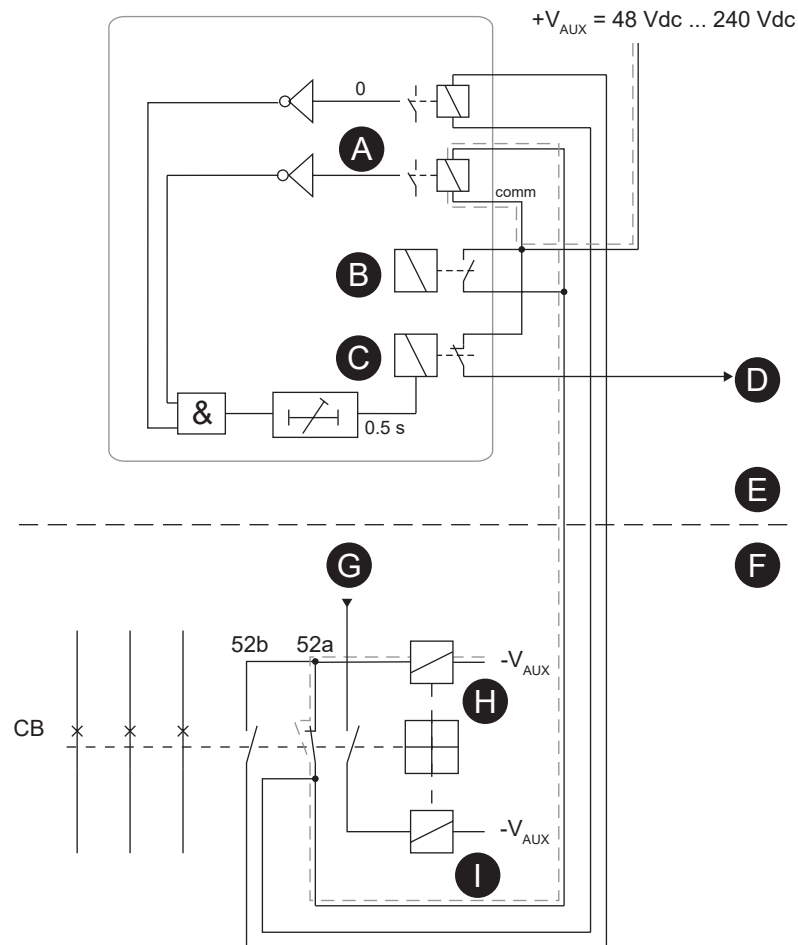 +VAUX = 48 Vdc ... 240 Vdc
0
A
comm
B
C
D
&
0.5 s
E
F
G
52b 52a
-VAUX
H
CB
-VAUX
I